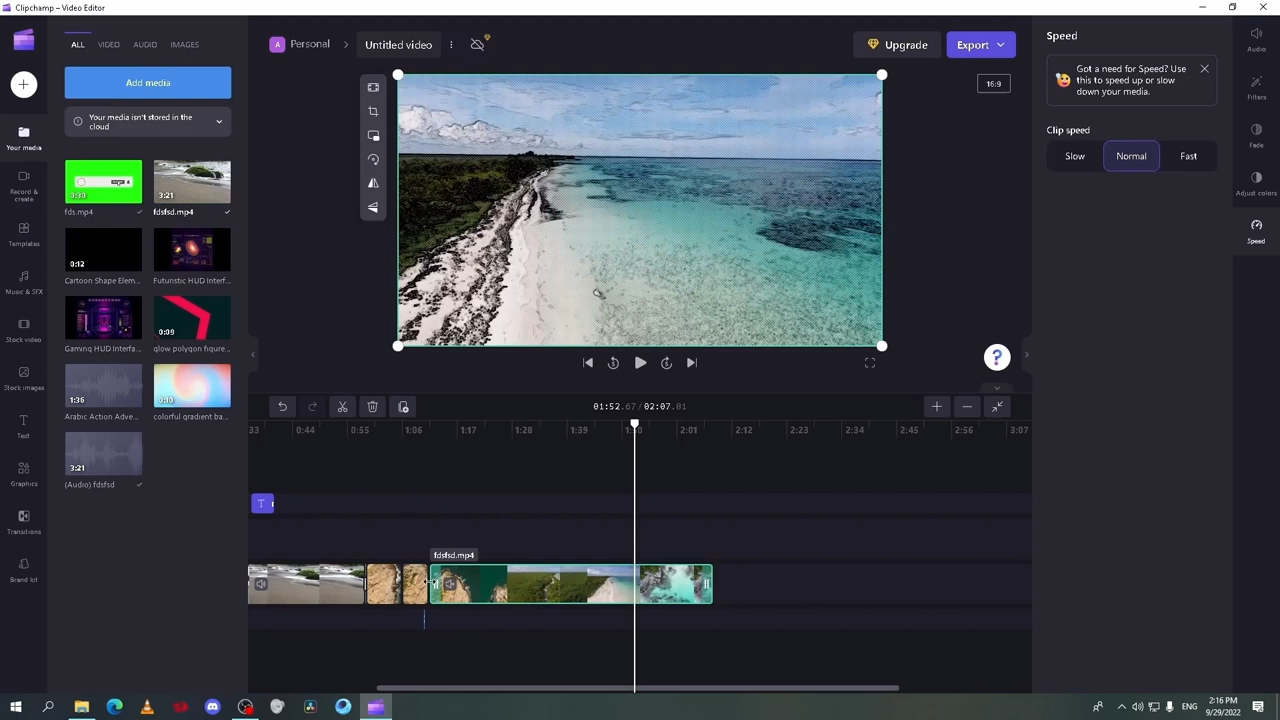 Clipchamp – Video Editor
ALL
VIDEO
AUDIO
IMAGES
A
Personal
Untitled video
Upgrade
Export
Speed
Audio
Add media
Your media isn't stored in the
cloud
16:9
Got a need for Speed? Use
this to speed up or slow
down your media.
Filters
Your media
Clip speed
Fade
Slow
Normal
Fast
Record &
create
0:30
3:21
Adjust colors
fds.mp4
fdsfsd.mp4
Templates
Speed
0:12
Cartoon Shape Elem...
Futuristic HUD Interf...
Music & SFX
0:09
Stock video
Gaming HUD Interfa...
glow polygon figure...
?
Stock images
1:36
0:10
Arabic Action Adve...
colorful gradient ba...
01:52.67 / 02:07.81
Text
33
0:44
0:55
1:06
1:17
1:28
1:39
1:50
2:01
2:12
2:23
2:34
2:45
2:56
3:07
3:21
Graphics
(Audio) fdsfsd
T
Transitions
fdsfsd.mp4
Brand kit
ENG
2:16 PM
9/29/2022